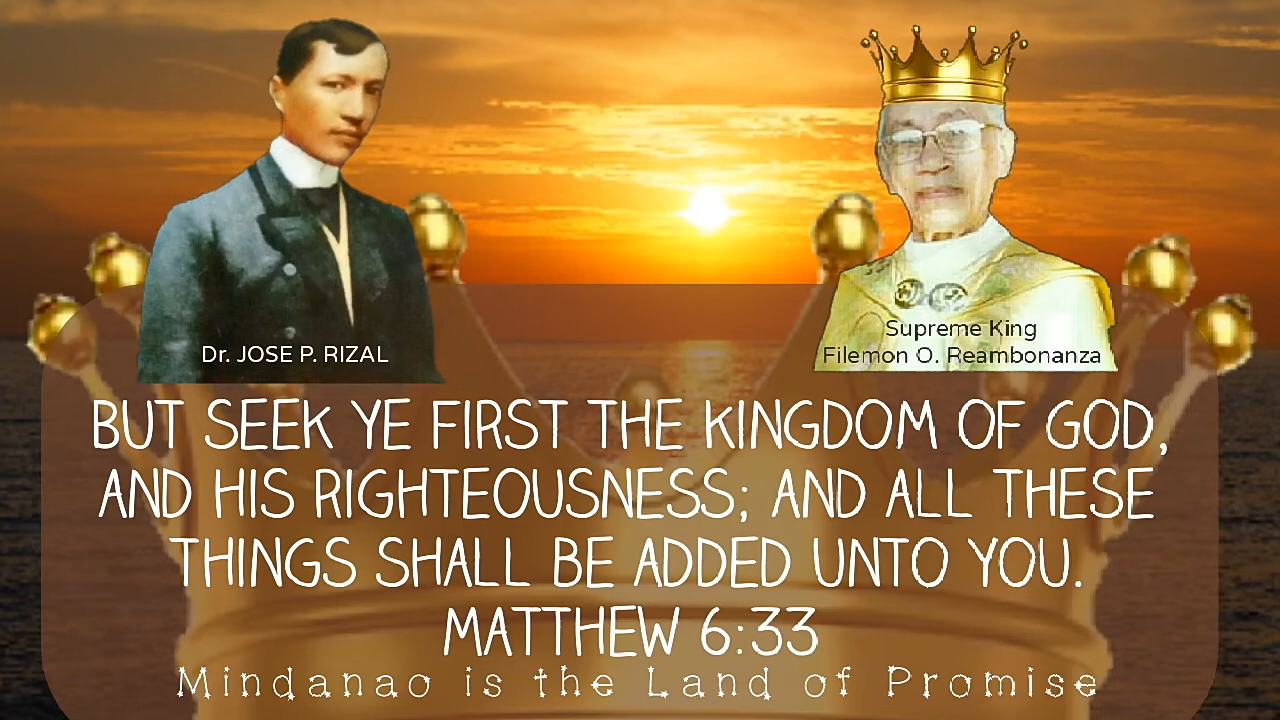 Dr. JOSE P. RIZAL
Supreme King
Filemon O. Reambonanza
BUT SEEK YE FIRST THE KINGDOM OF GOD,
AND HIS RIGHTEOUSNESS; AND ALL THESE
THINGS SHALL BE ADDED UNTO YOU.
MATTHEW 6:33
Mindanao is the Land of Promise